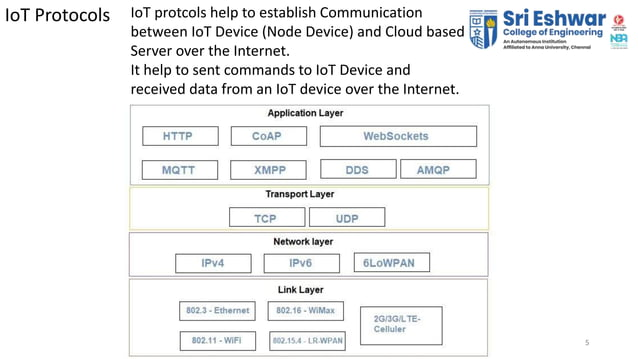 IoT Protocols
IoT protcols help to establish Communication
between IoT Device (Node Device) and Cloud based
Server over the Internet.
It help to sent commands to IoT Device and
received data from an IoT device over the Internet.
Sri Eshwar
College of Engineering
An Autonomous Institution
Affiliated to Anna University, Chennai
Application Layer
HTTP
CoAP
WebSockets
MQTT
XMPP
DDS
AMQP
Transport Layer
TCP
UDP
Network layer
IPv4
IPv6
6LoWPAN
Link Layer
802.3 - Ethernet
802.16 - WiMax
2G/3G/LTE-
Celluler
802.11 - WiFi
802.15.4 - LR-WPAN
5